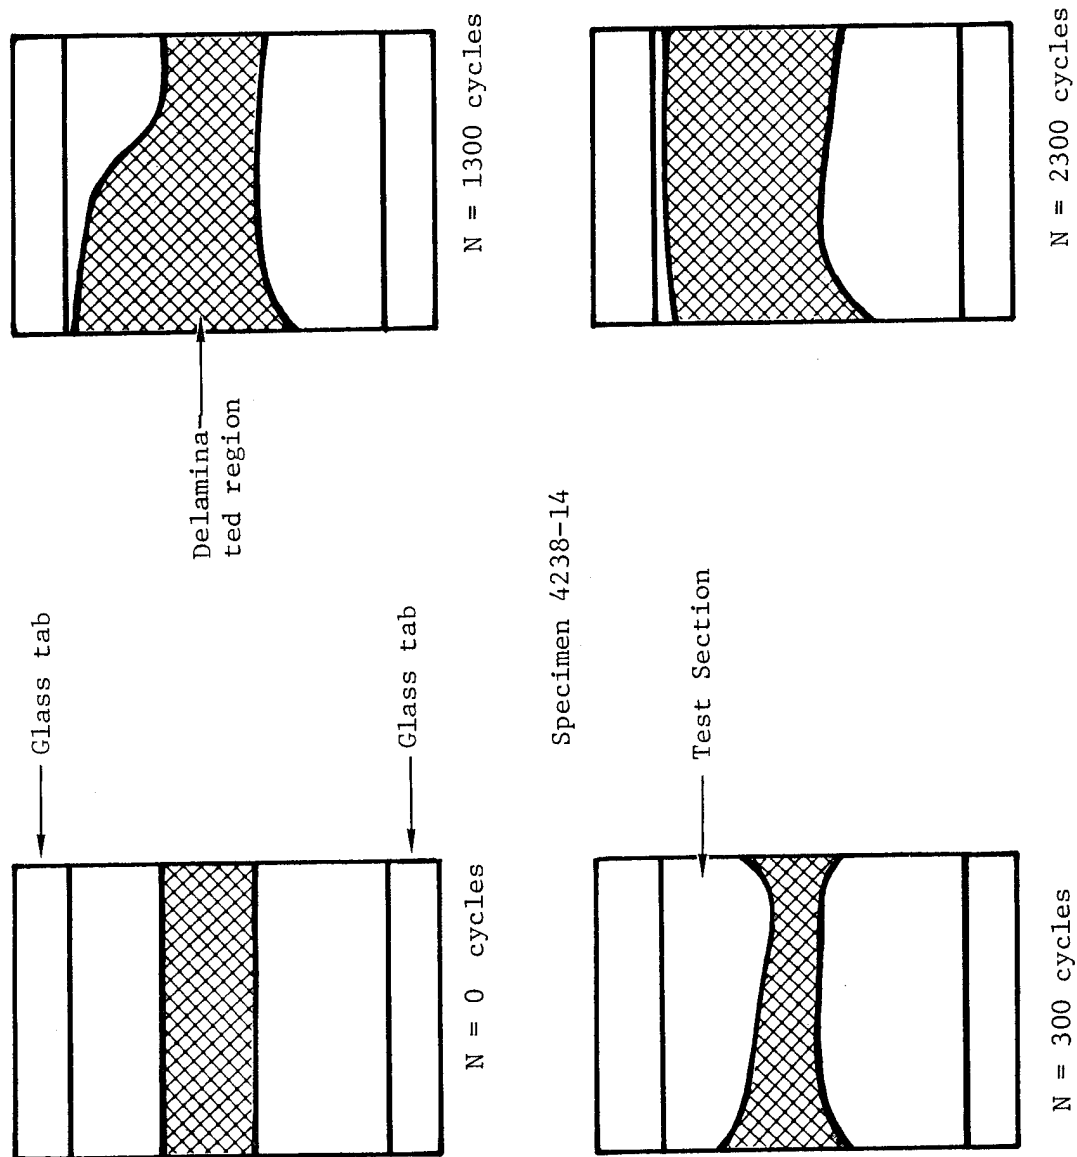 Glass tab
Glass tab
N = 0 cycles
Delamina-
ted region
N = 1300 cycles
Specimen 4238-14
Test Section
N = 300 cycles
N = 2300 cycles